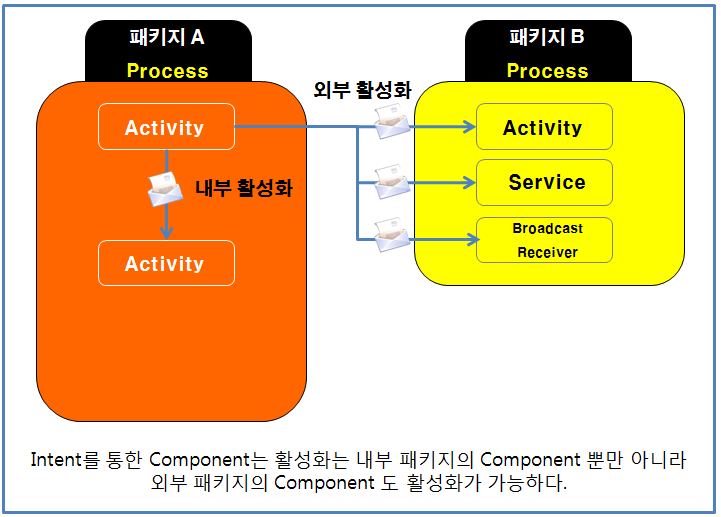 패키지 A
Process
패키지 B
Process
외부 활성화
Activity
Activity
내부 활성화
Service
Broadcast
Receiver
Activity
Intent를 통한 Component는 활성화는 내부 패키지의 Component 뿐만 아니라
외부 패키지의 Component 도 활성화가 가능하다.